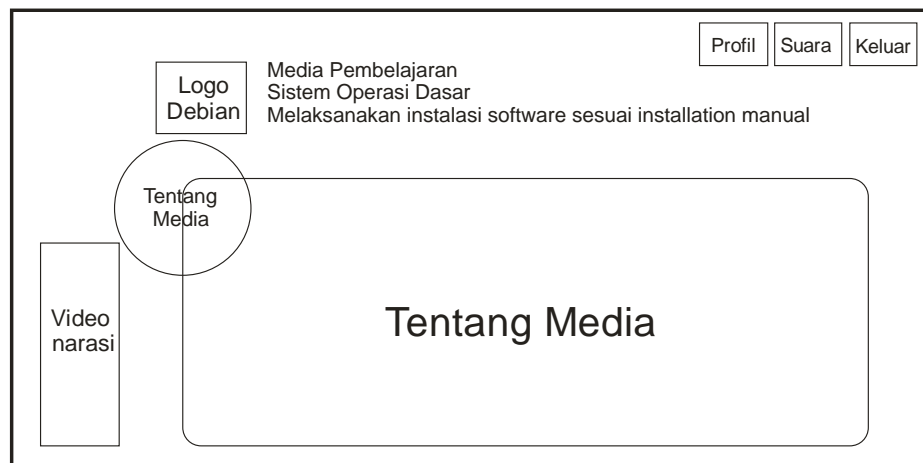 Profil
Suara
Keluar
Logo
Debian
Media Pembelajaran
Sistem Operasi Dasar
Melaksanakan instalasi software sesuai installation manual
Tentang
Media
Video
narasi
Tentang Media